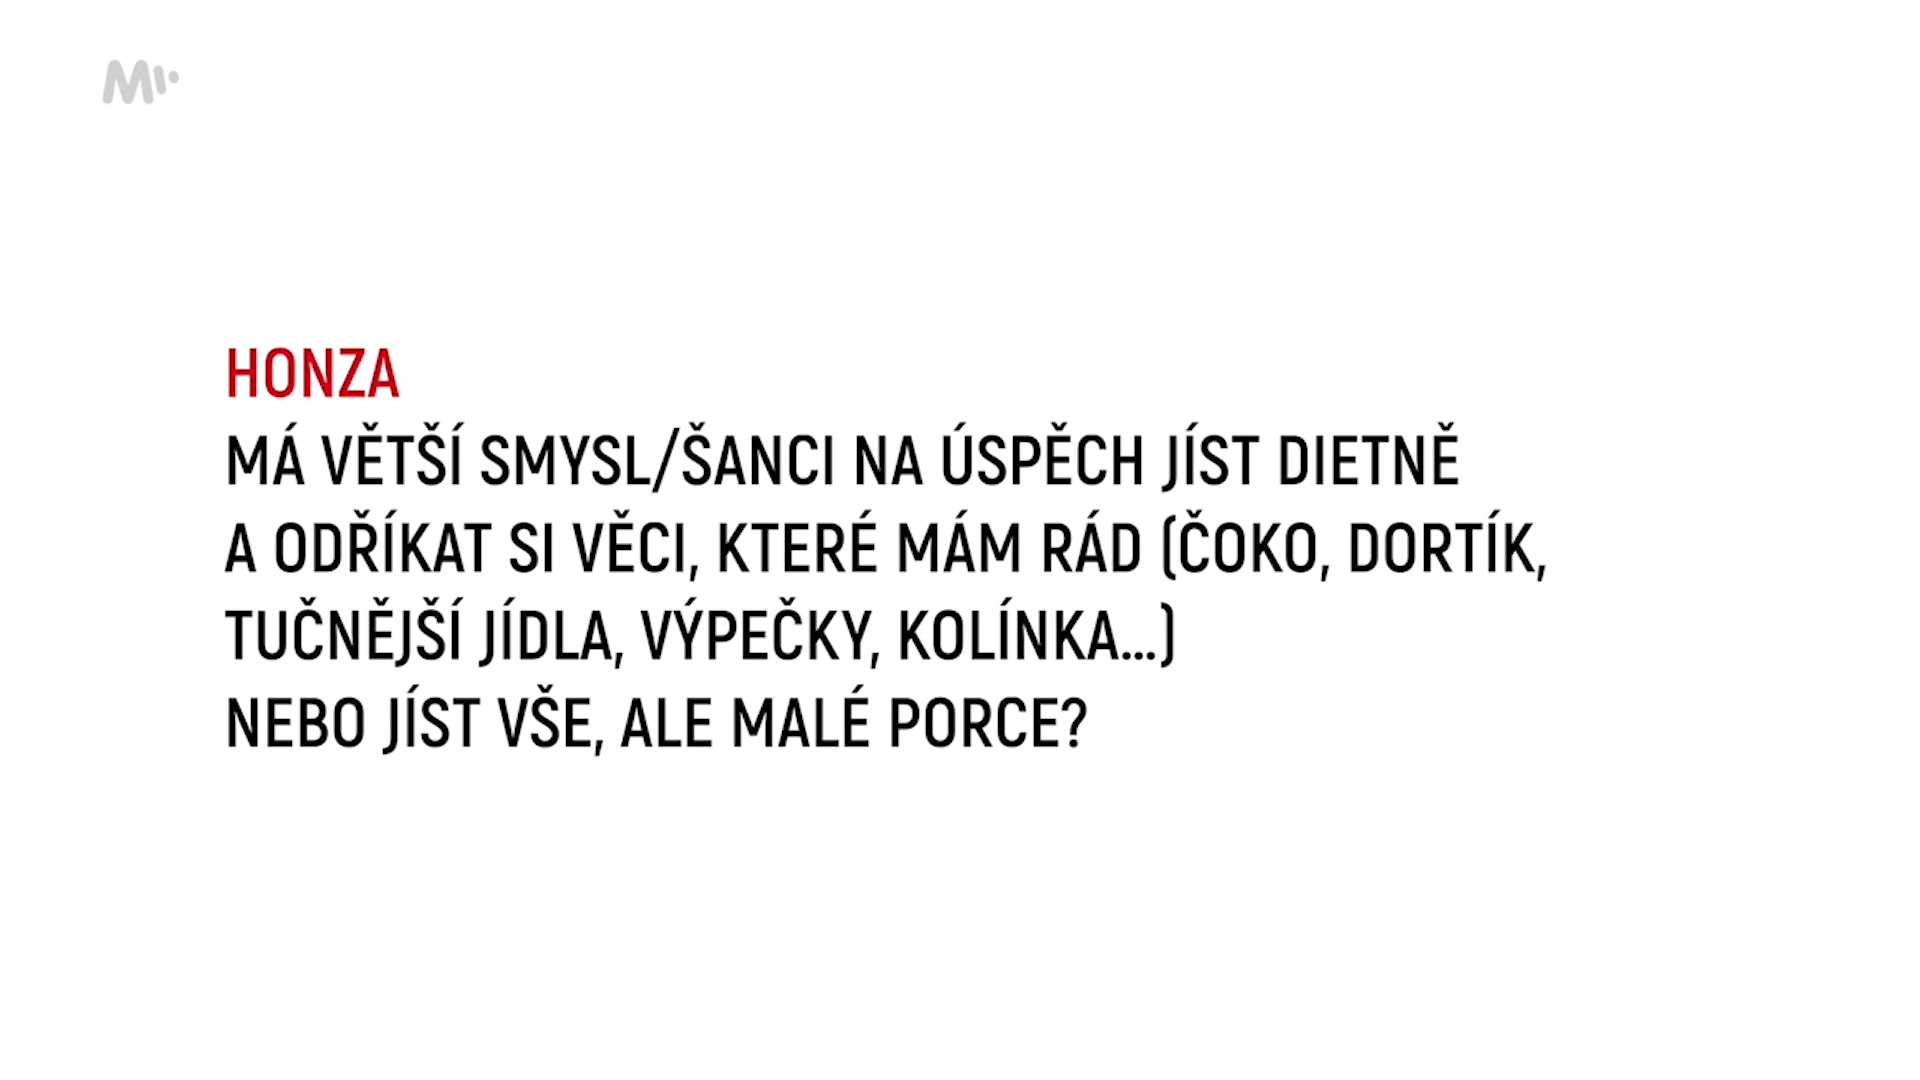 HONZA
MÁ VĚTŠÍ SMYSL/ŠANCI NA ÚSPĚCH JÍST DIETNĚ
A ODŘÍKAT SI VĚCI, KTERÉ MÁM RÁD (ČOKO, DORTÍK,
TUČNĚJŠÍ JÍDLA, VÝPEČKY, KOLÍNKA...)
NEBO JÍST VŠE, ALE MALÉ PORCE?